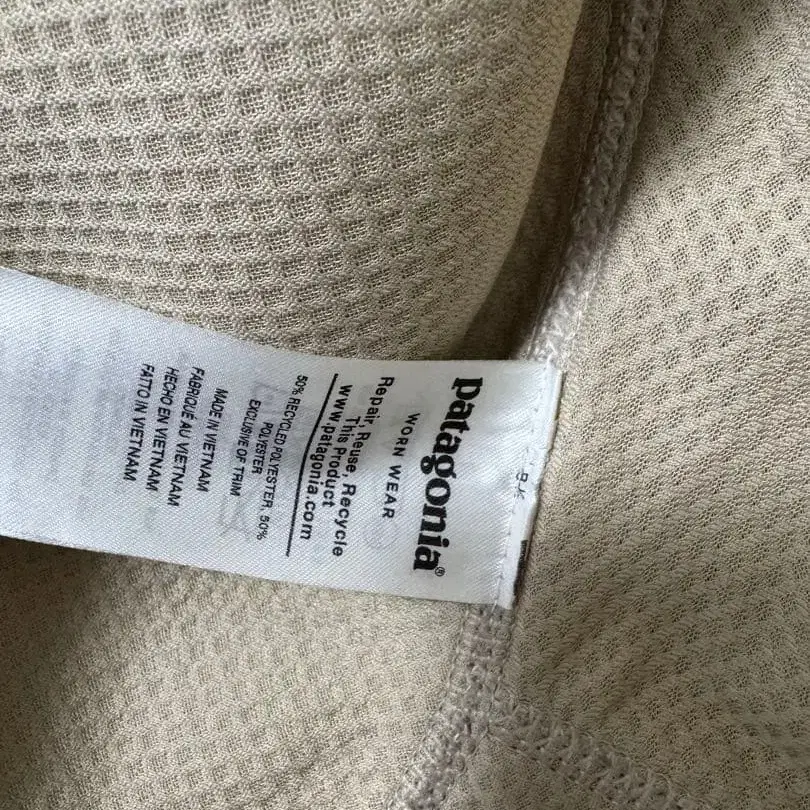 patagonia®
WORN WEAR
Repair, Reuse, Recycle
This Product
www.patagonia.com
50% RECYCLED POLYESTER, 50%
POLYESTER
EXCLUSIVE OF TRIM
MADE IN VIETNAM
FABRIQUÉ AU VIETNAM
HECHO EN VIETNAM
FATTO IN VIETNAM